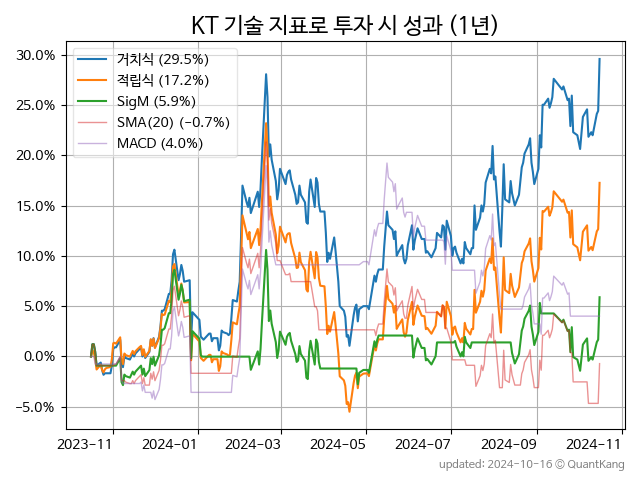 KT 기술 지표로 투자 시 성과 (1년)
30.0%
25.0%
20.0%
15.0%
10.0%
5.0%
0.0%
−5.0%
거치식 (29.5%)
적립식 (17.2%)
SigM (5.9%)
SMA(20) (−0.7%)
MACD (4.0%)
2023-11 2024-01 2024-03 2024-05 2024-07 2024-09 2024-11
updated: 2024-10-16 © QuantKang